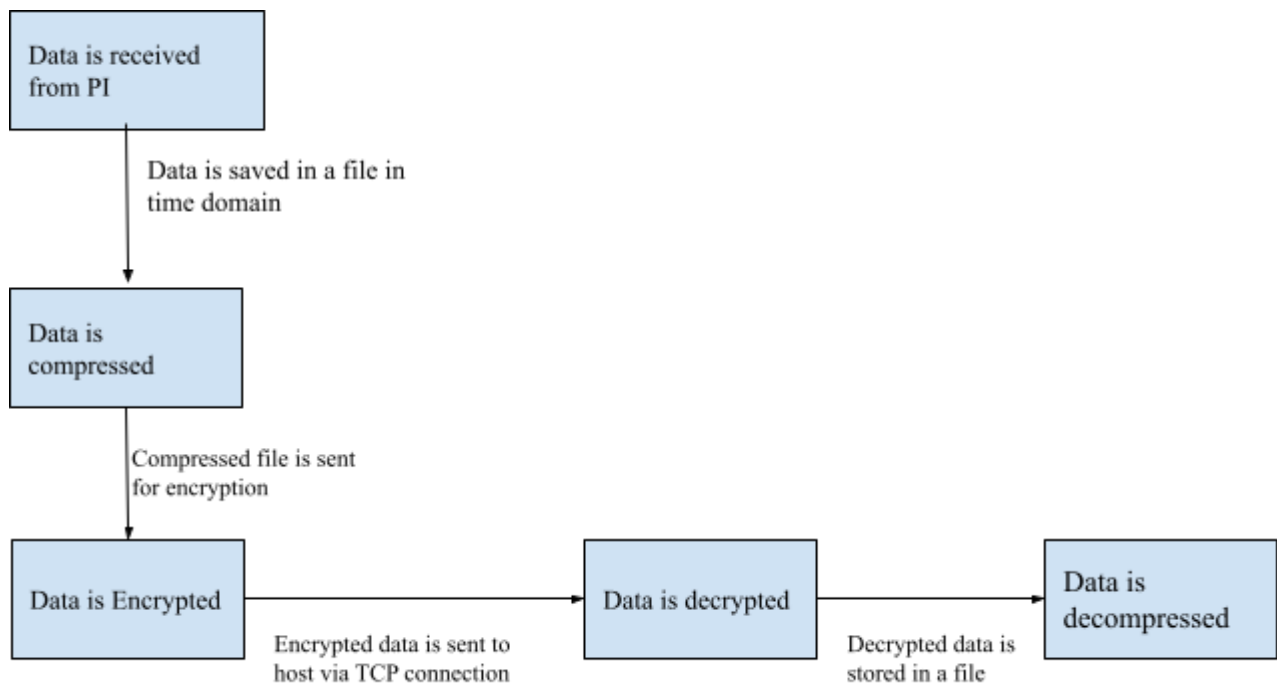 Data is received
from PI
Data is saved in a file in
time domain
Data is
compressed
Compressed file is sent
for encryption
Data is Encrypted
Encrypted data is sent to
host via TCP connection
Data is decrypted
Decrypted data is
stored in a file
Data is
decompressed